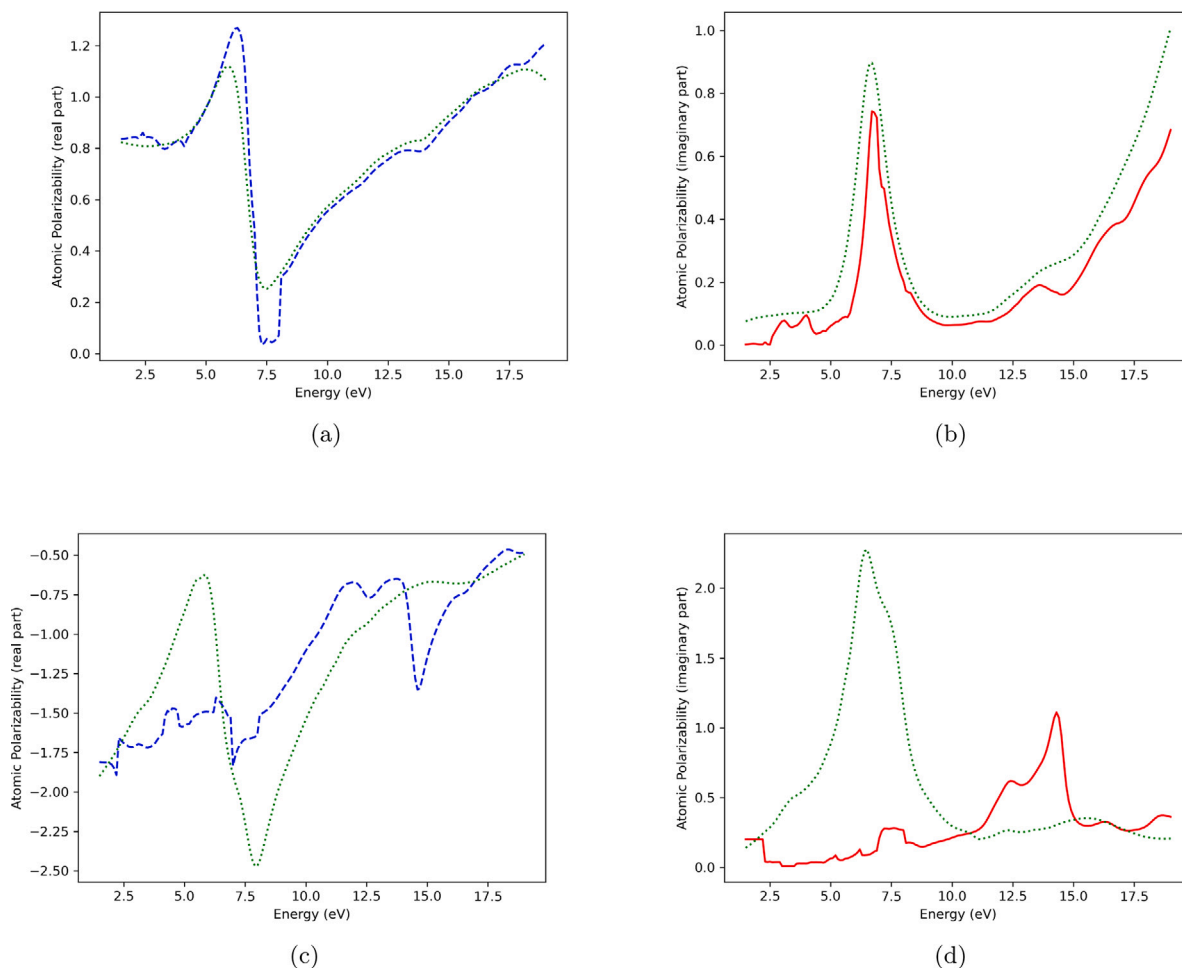 Atomic Polarizability (real part)
1.2
1.0
0.8
0.6
0.4
0.2
0.0
2.5 5.0 7.5 10.0 12.5 15.0 17.5
Energy (eV)
(a)
Atomic Polarizability (imaginary part)
1.0
0.8
0.6
0.4
0.2
0.0
2.5 5.0 7.5 10.0 12.5 15.0 17.5
Energy (eV)
(b)
Atomic Polarizability (real part)
−0.50
−0.75
−1.00
−1.25
−1.50
−1.75
−2.00
−2.25
−2.50
2.5 5.0 7.5 10.0 12.5 15.0 17.5
Energy (eV)
(c)
Atomic Polarizability (imaginary part)
2.0
1.5
1.0
0.5
0.0
2.5 5.0 7.5 10.0 12.5 15.0 17.5
Energy (eV)
(d)